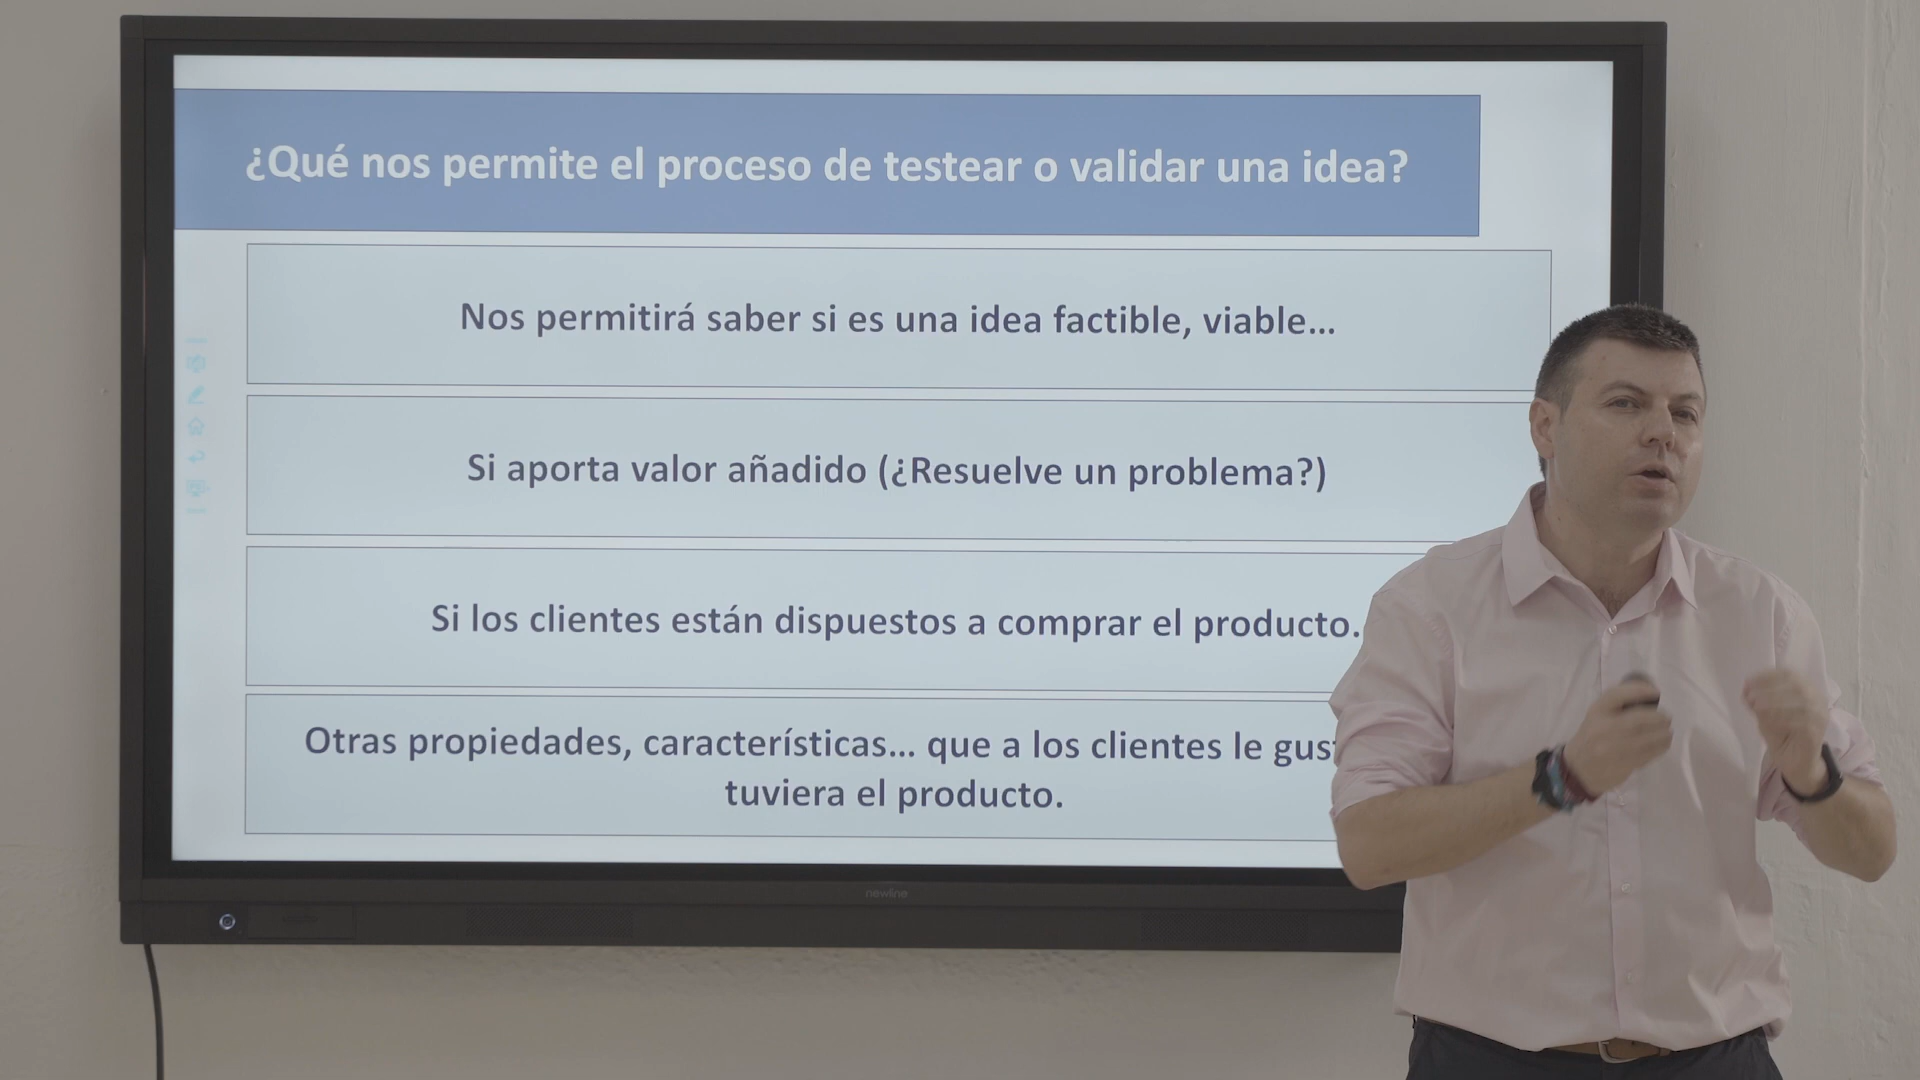 ¿Qué nos permite el proceso de testear o validar una idea?
Nos permitirá saber si es una idea factible, viable...
Si aporta valor añadido (¿Resuelve un problema?)
Si los clientes están dispuestos a comprar el producto.
Otras propiedades, características... que a los clientes le
tuviera el producto.
newline